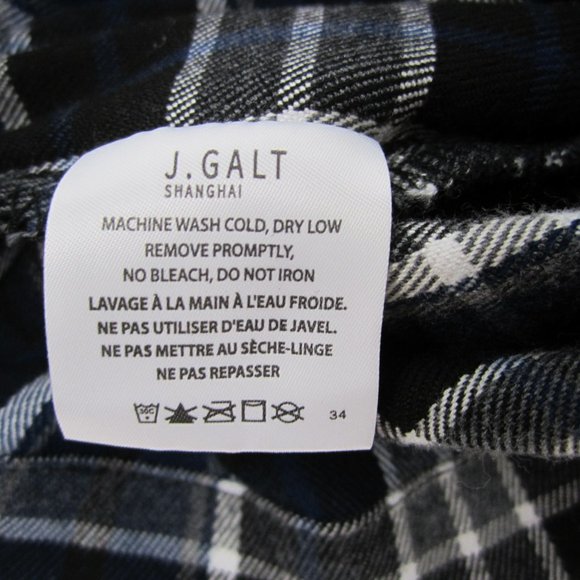 J.GALT
SHANGHAI
MACHINE WASH COLD, DRY LOW
REMOVE PROMPTLY,
NO BLEACH, DO NOT IRON
LAVAGE À LA MAIN À L'EAU FROIDE.
NE PAS UTILISER D'EAU DE JAVEL.
NE PAS METTRE AU SÈCHE-LINGE
NE PAS REPASSER
30C 34